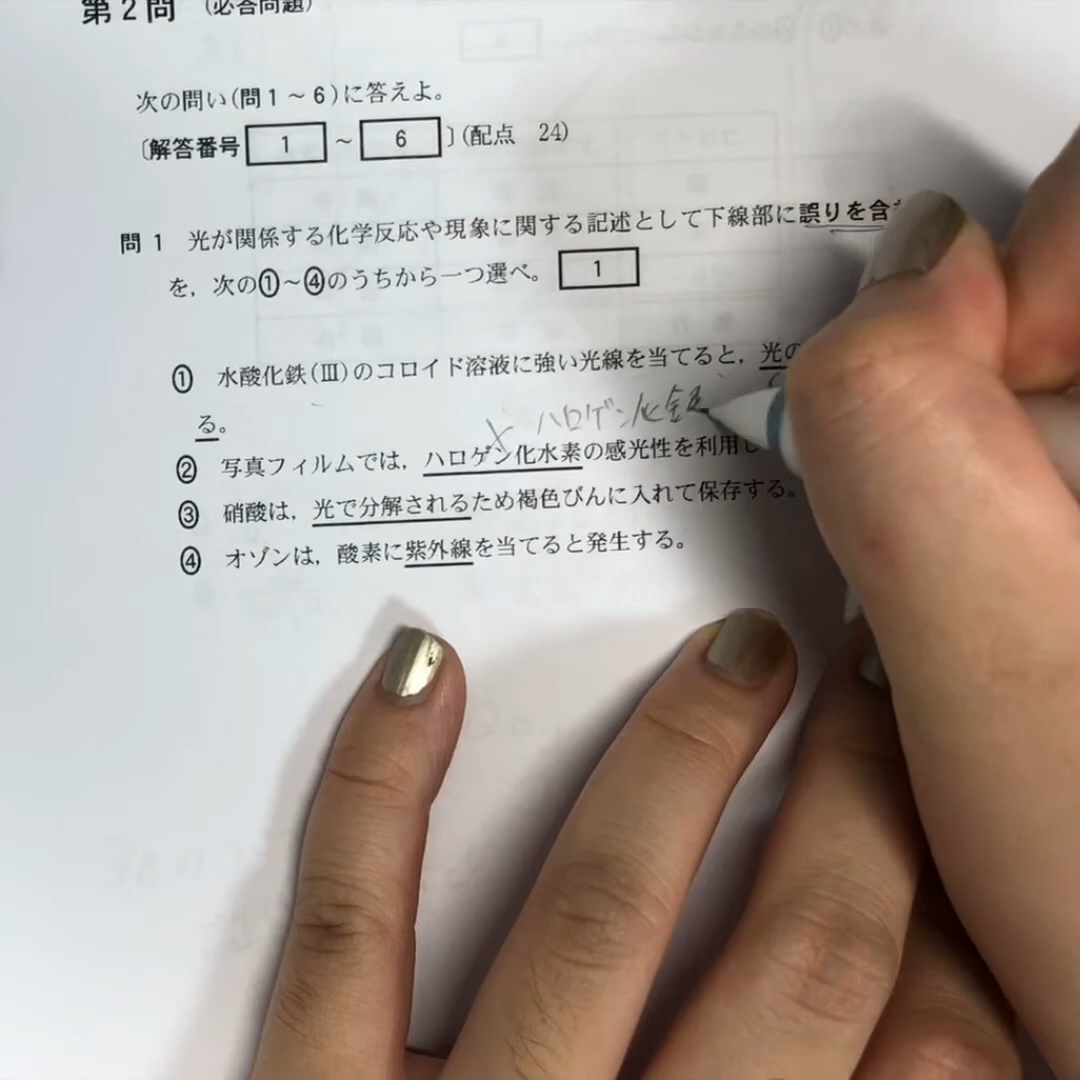 第2問 (必答問題)
次の問い(問1～6)に答えよ。
〔解答番号 1 ～ 6 〕(配点 24)
問1 光が関係する化学反応や現象に関する記述として下線部に誤りを含
を，次の①～④のうちから一つ選べ。 1
① 水酸化鉄(Ⅲ)のコロイド溶液に強い光線を当てると，光の
る。
× ハロゲン化銀
② 写真フィルムでは，ハロゲン化水素の感光性を利用し
③ 硝酸は，光で分解されるため褐色びんに入れて保存する。
④ オゾンは，酸素に紫外線を当てると発生する。